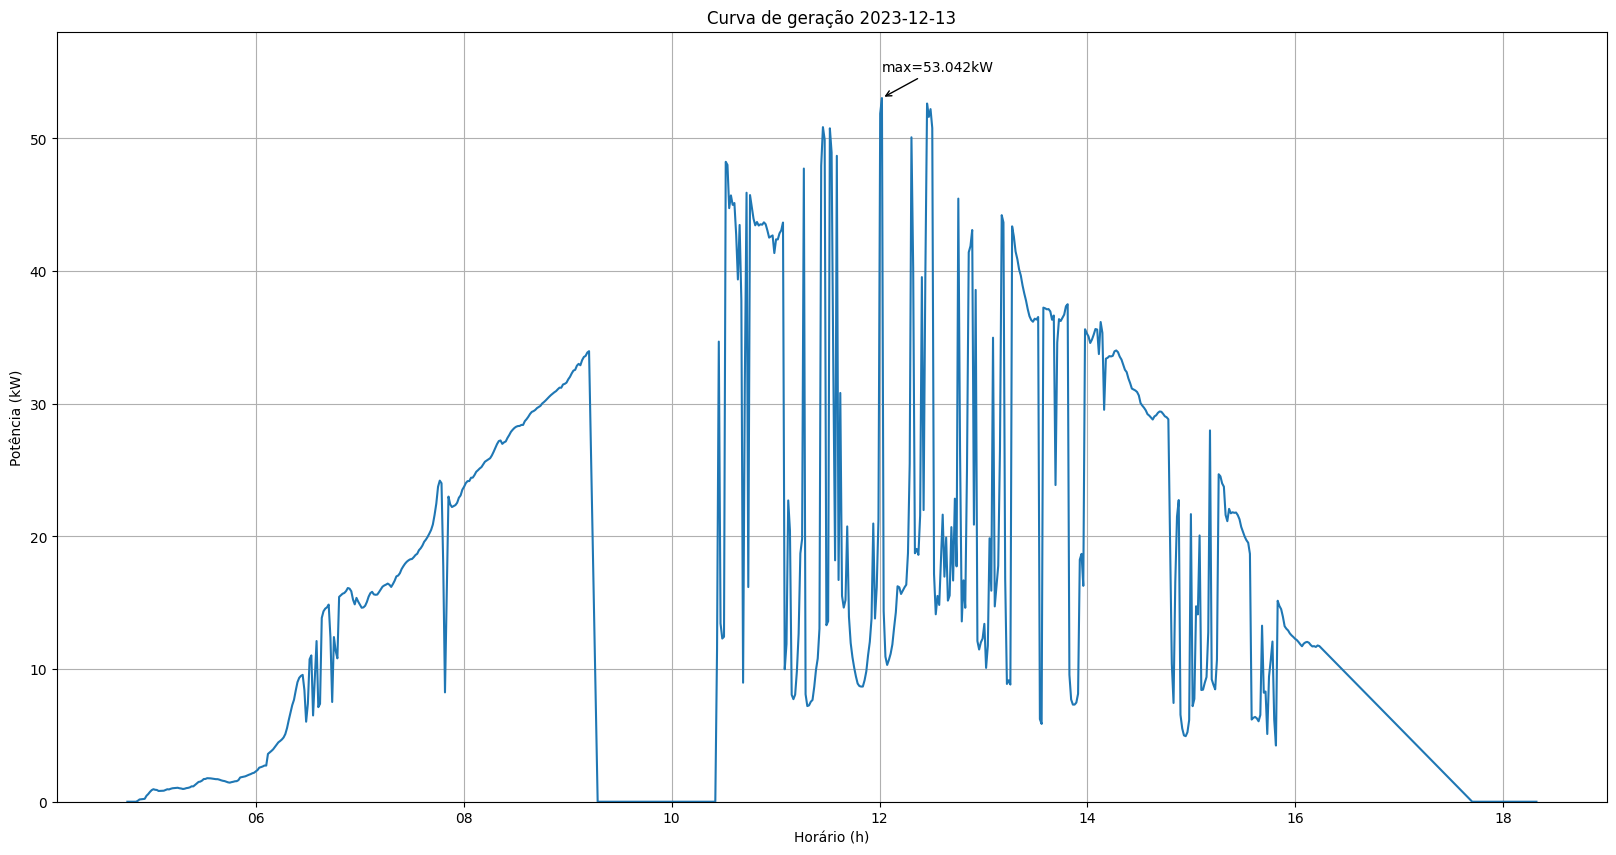 Curva de geração 2023-12-13
max=53.042kW
Potência (kW)
50
40
30
20
10
0
06 08 10 12 14 16 18
Horário (h)